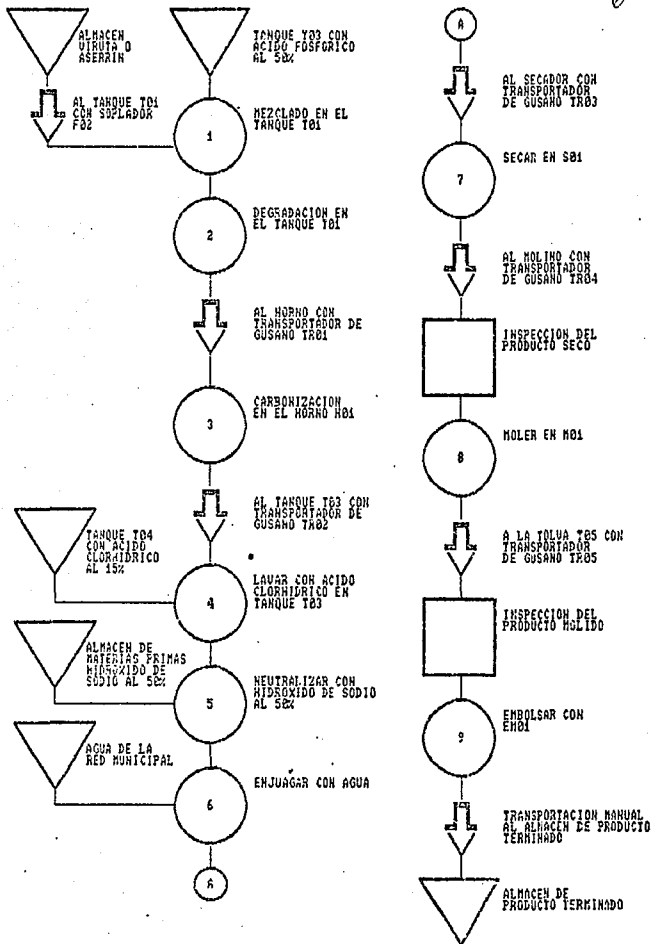 ALMACEN
VIRUTA O
ASERRIN
TANQUE T03 CON
ACIDO FOSFORICO
AL 50%
AL TANQUE T01
CON SOPLADOR
F02
1
MEZCLADO EN EL
TANQUE T01
2
DEGRADACION EN
EL TANQUE T01
AL HORNO CON
TRANSPORTADOR DE
GUSANO TR01
3
CARBONIZACION
EN EL HORNO H01
AL TANQUE T03 CON
TRANSPORTADOR DE
GUSANO TR02
TANQUE T04
CON ACIDO
CLORHIDRICO
AL 15%
4
LAVAR CON ACIDO
CLORHIDRICO EN
TANQUE T03
ALMACEN DE
MATERIAS PRIMAS
HIDROXIDO DE
SODIO AL 50%
5
NEUTRALIZAR CON
HIDROXIDO DE SODIO
AL 50%
AGUA DE LA
RED MUNICIPAL
6
ENJUAGAR CON AGUA
A
A
AL SECADOR CON
TRANSPORTADOR
DE GUSANO TR03
7
SECAR EN S01
AL MOLINO CON
TRANSPORTADOR
DE GUSANO TR04
INSPECCION DEL
PRODUCTO SECO
8
MOLER EN M01
A LA TOLVA T05 CON
TRANSPORTADOR
DE GUSANO TR05
INSPECCION DEL
PRODUCTO MOLIDO
9
EMBOLSAR CON
EM01
TRANSPORTACION MANUAL
AL ALMACEN DE PRODUCTO
TERMINADO
ALMACEN DE
PRODUCTO TERMINADO